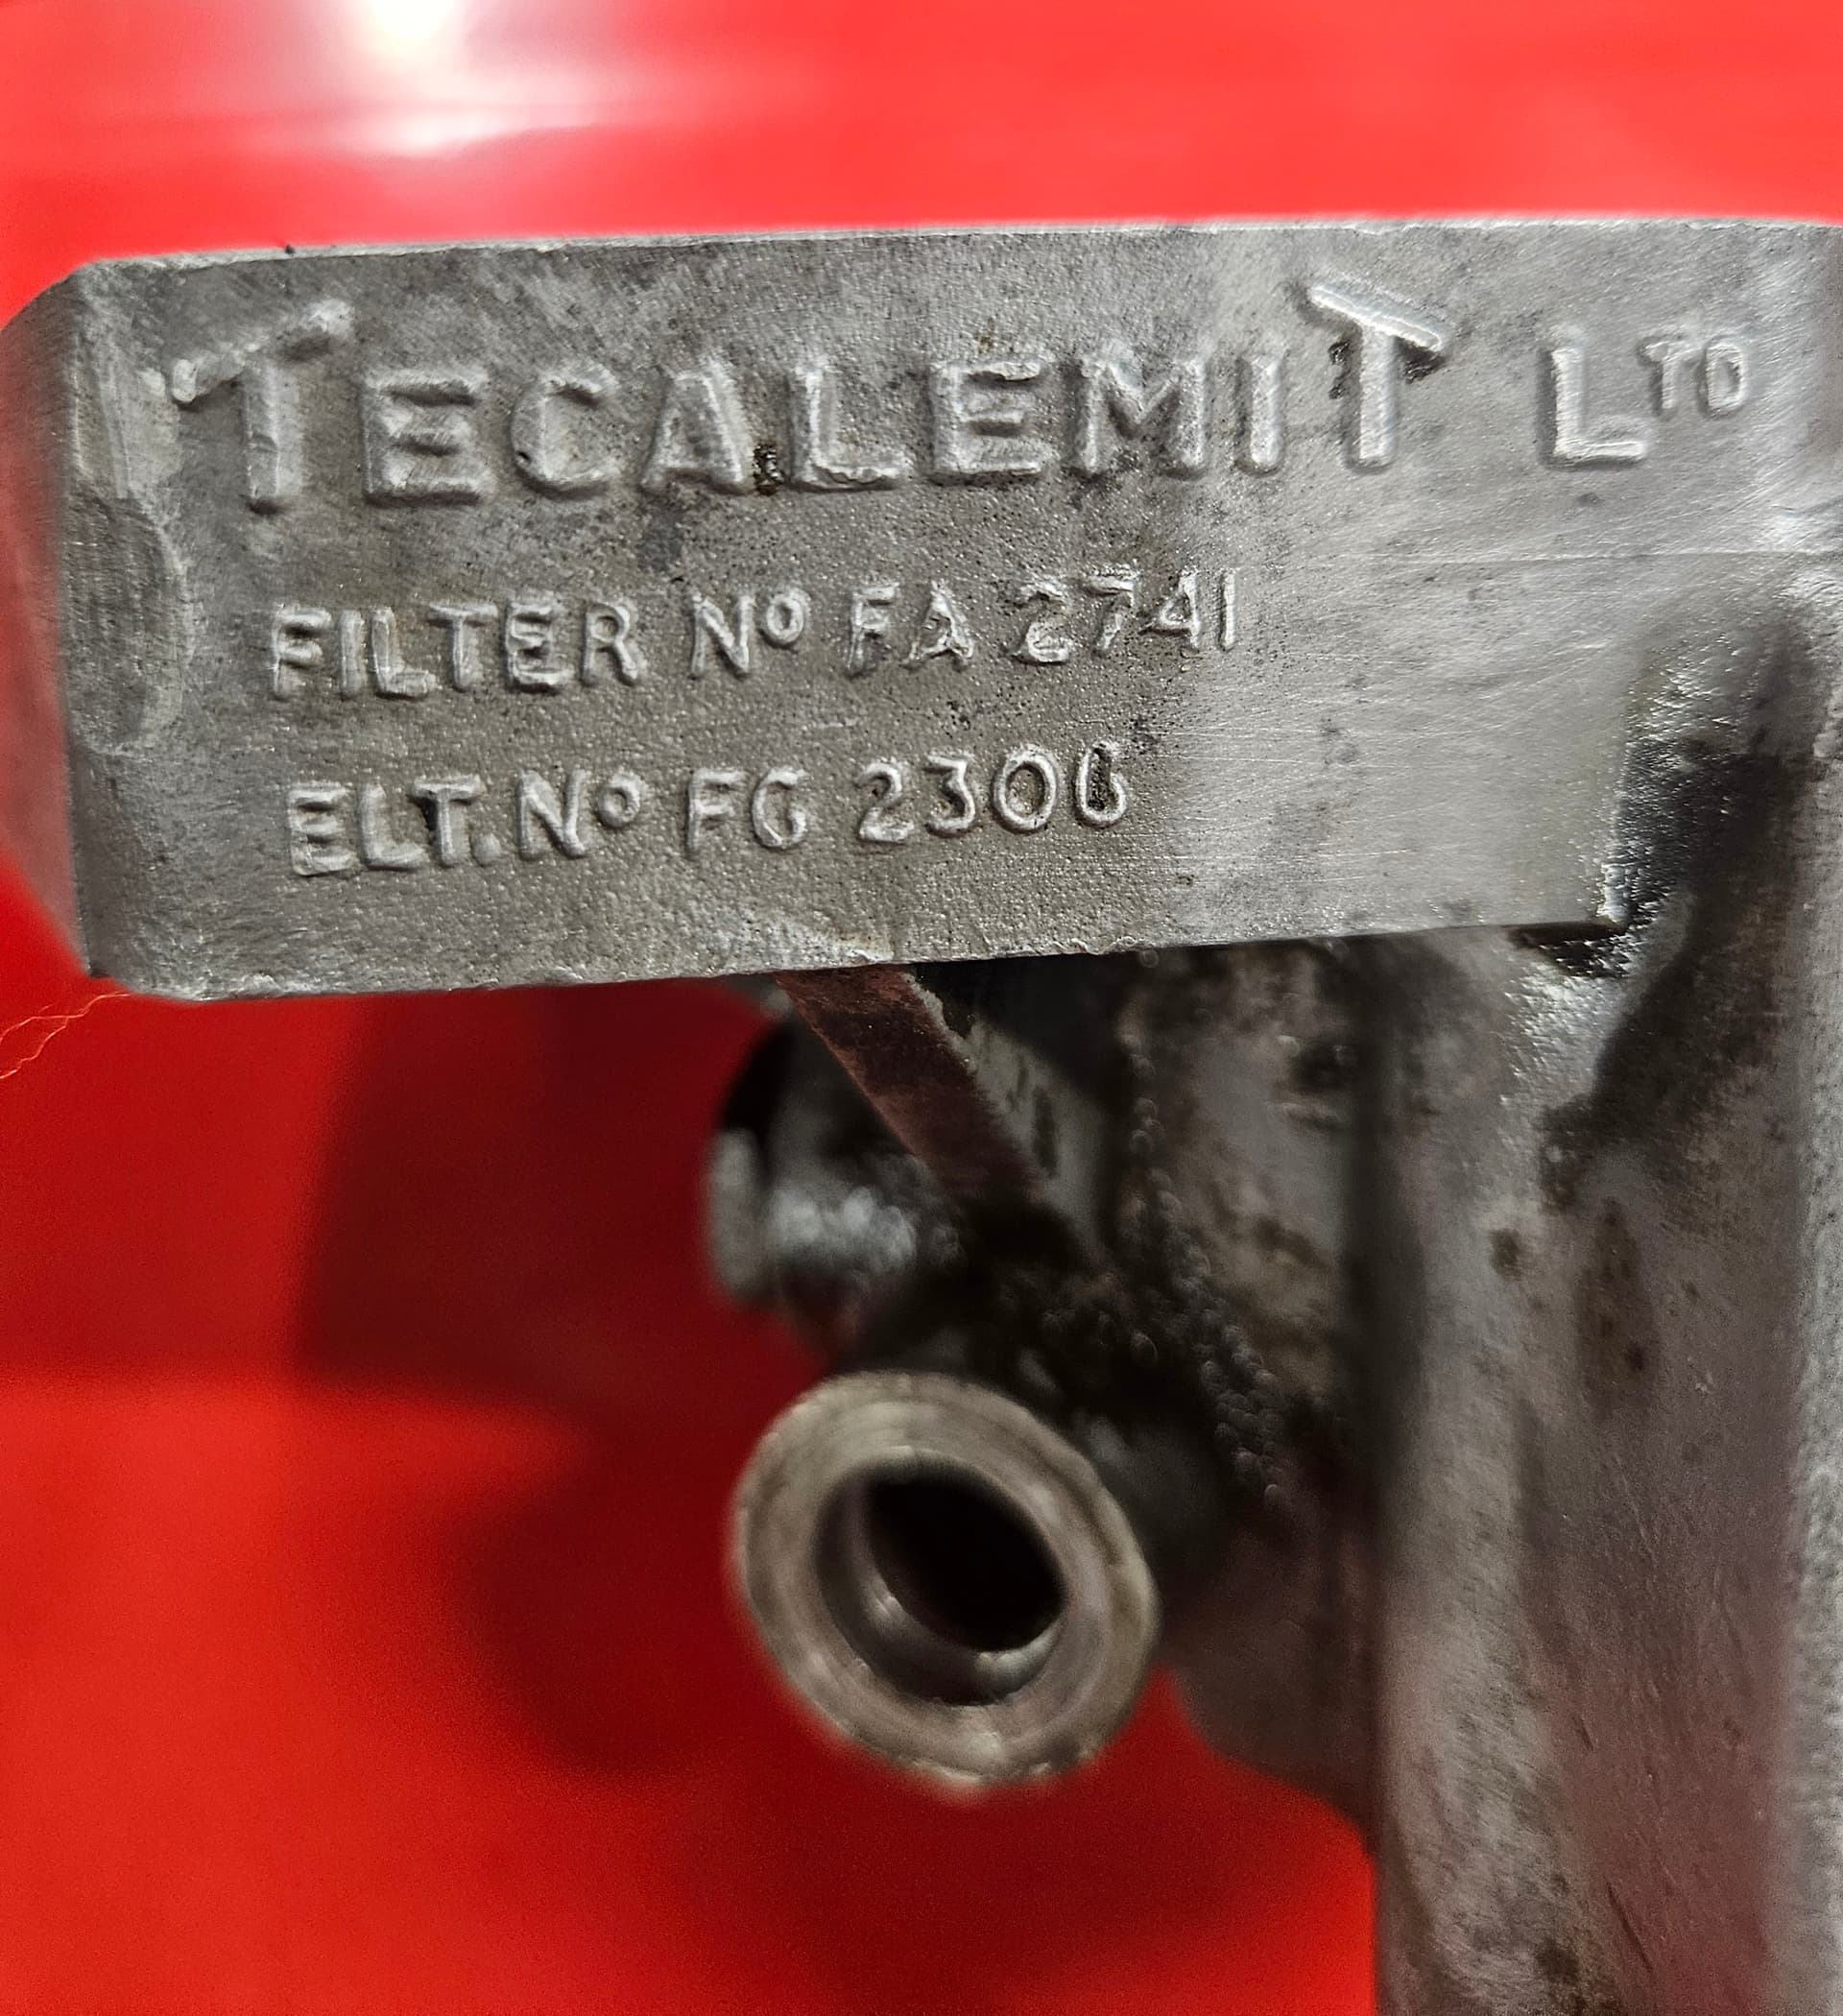 TECALEMIT LTD
FILTER No FA 2741
ELT. No FG 2306